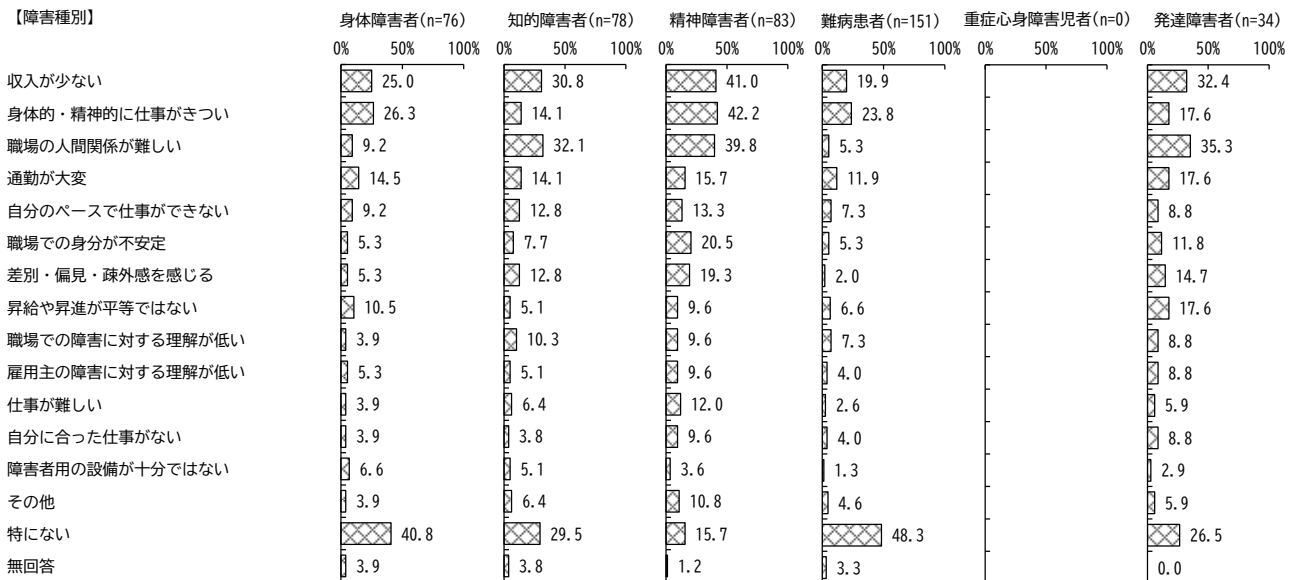 【障害種別】 身体障害者(n=76) 知的障害者(n=78) 精神障害者(n=83) 難病患者(n=151) 重症心身障害児者(n=0) 発達障害者(n=34)
0% 50% 100% 0% 50% 100% 0% 50% 100% 0% 50% 100% 0% 50% 100% 0% 50% 100%
収入が少ない 25.0 30.8 41.0 19.9 32.4
身体的・精神的に仕事がきつい 26.3 14.1 42.2 23.8 17.6
職場の人間関係が難しい 9.2 32.1 39.8 5.3 35.3
通勤が大変 14.5 14.1 15.7 11.9 17.6
自分のペースで仕事ができない 9.2 12.8 13.3 7.3 8.8
職場での身分が不安定 5.3 7.7 20.5 5.3 11.8
差別・偏見・疎外感を感じる 5.3 12.8 19.3 2.0 14.7
昇給や昇進が平等ではない 10.5 5.1 9.6 6.6 17.6
職場での障害に対する理解が低い 3.9 10.3 9.6 7.3 8.8
雇用主の障害に対する理解が低い 5.3 5.1 9.6 4.0 8.8
仕事が難しい 3.9 6.4 12.0 2.6 5.9
自分に合った仕事がない 3.9 3.8 9.6 4.0 8.8
障害者用の設備が十分ではない 6.6 5.1 3.6 1.3 2.9
その他 3.9 6.4 10.8 4.6 5.9
特にない 40.8 29.5 15.7 48.3 26.5
無回答 3.9 3.8 1.2 3.3 0.0